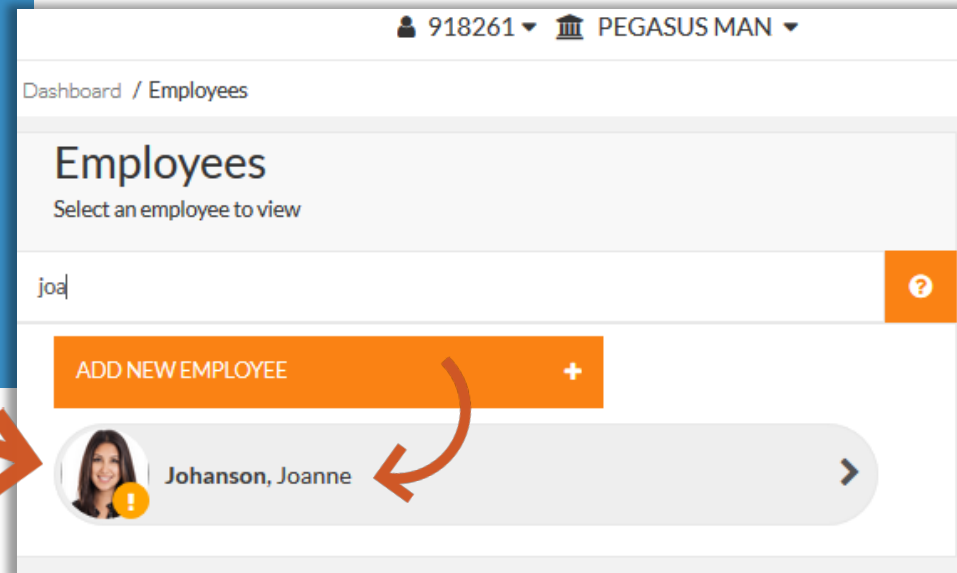 918261 PEGASUS MAN
Dashboard / Employees
Employees
Select an employee to view
joa
?
ADD NEW EMPLOYEE +
!
Johanson, Joanne